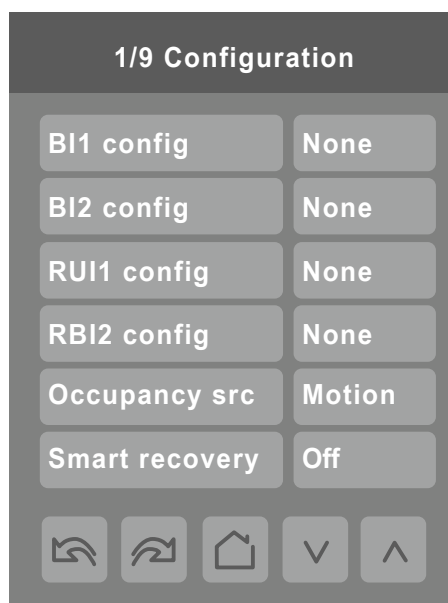 1/9 Configuration
BI1 config None
BI2 config None
RUI1 config None
RBI2 config None
Occupancy src Motion
Smart recovery Off